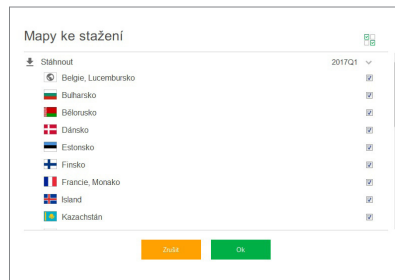 Mapy ke stažení
Stáhnout 2017Q1
Belgie, Lucembursko
Bulharsko
Bělorusko
Dánsko
Estonsko
Finsko
Francie, Monako
Island
Kazachstán
Zrušit Ok